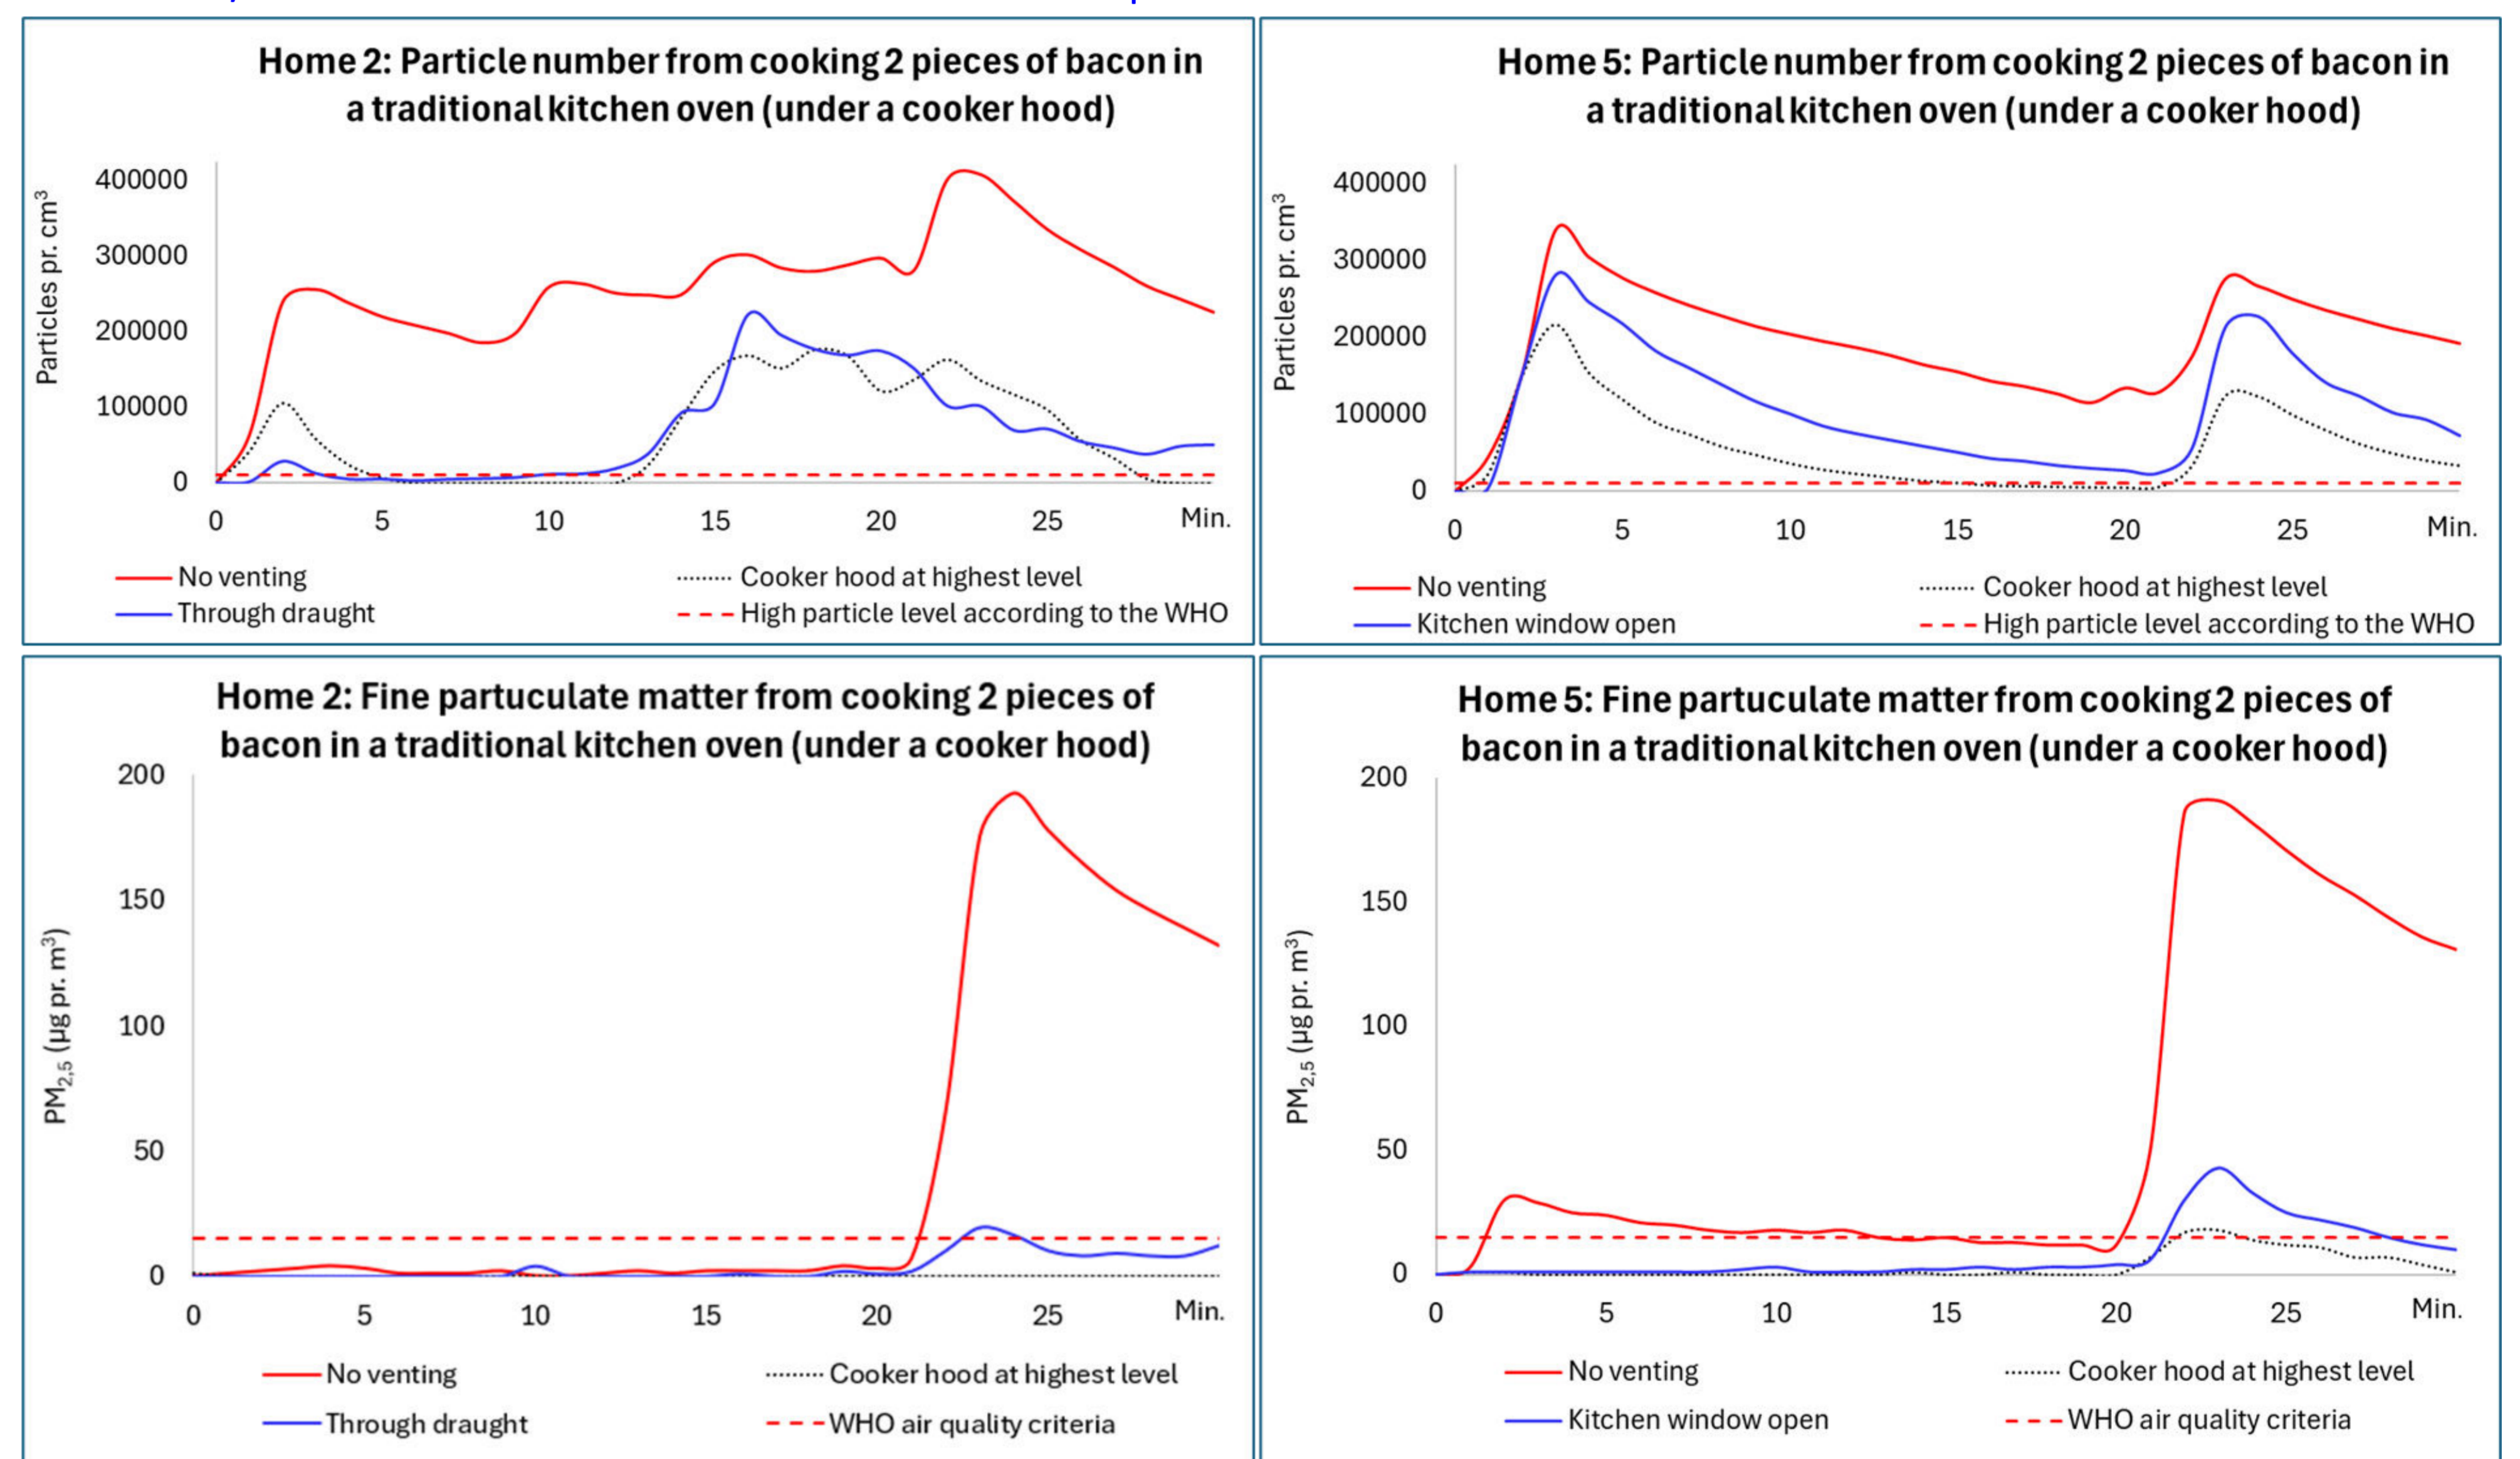 Home 2: Particle number from cooking 2 pieces of bacon in
a traditional kitchen oven (under a cooker hood)
Particles pr. cm³
400000
300000
200000
100000
0
0 5 10 15 20 25 Min.
No venting
Cooker hood at highest level
Through draught
High particle level according to the WHO
Home 5: Particle number from cooking 2 pieces of bacon in
a traditional kitchen oven (under a cooker hood)
Particles pr. cm³
400000
300000
200000
100000
0
0 5 10 15 20 25 Min.
No venting
Cooker hood at highest level
Kitchen window open
High particle level according to the WHO
Home 2: Fine partuculate matter from cooking 2 pieces of
bacon in a traditional kitchen oven (under a cooker hood)
PM₂,₅ (µg pr. m³)
200
150
100
50
0
0 5 10 15 20 25 Min.
No venting
Cooker hood at highest level
Through draught
WHO air quality criteria
Home 5: Fine partuculate matter from cooking 2 pieces of
bacon in a traditional kitchen oven (under a cooker hood)
PM₂,₅ (µg pr. m³)
200
150
100
50
0
0 5 10 15 20 25 Min.
No venting
Cooker hood at highest level
Kitchen window open
WHO air quality criteria